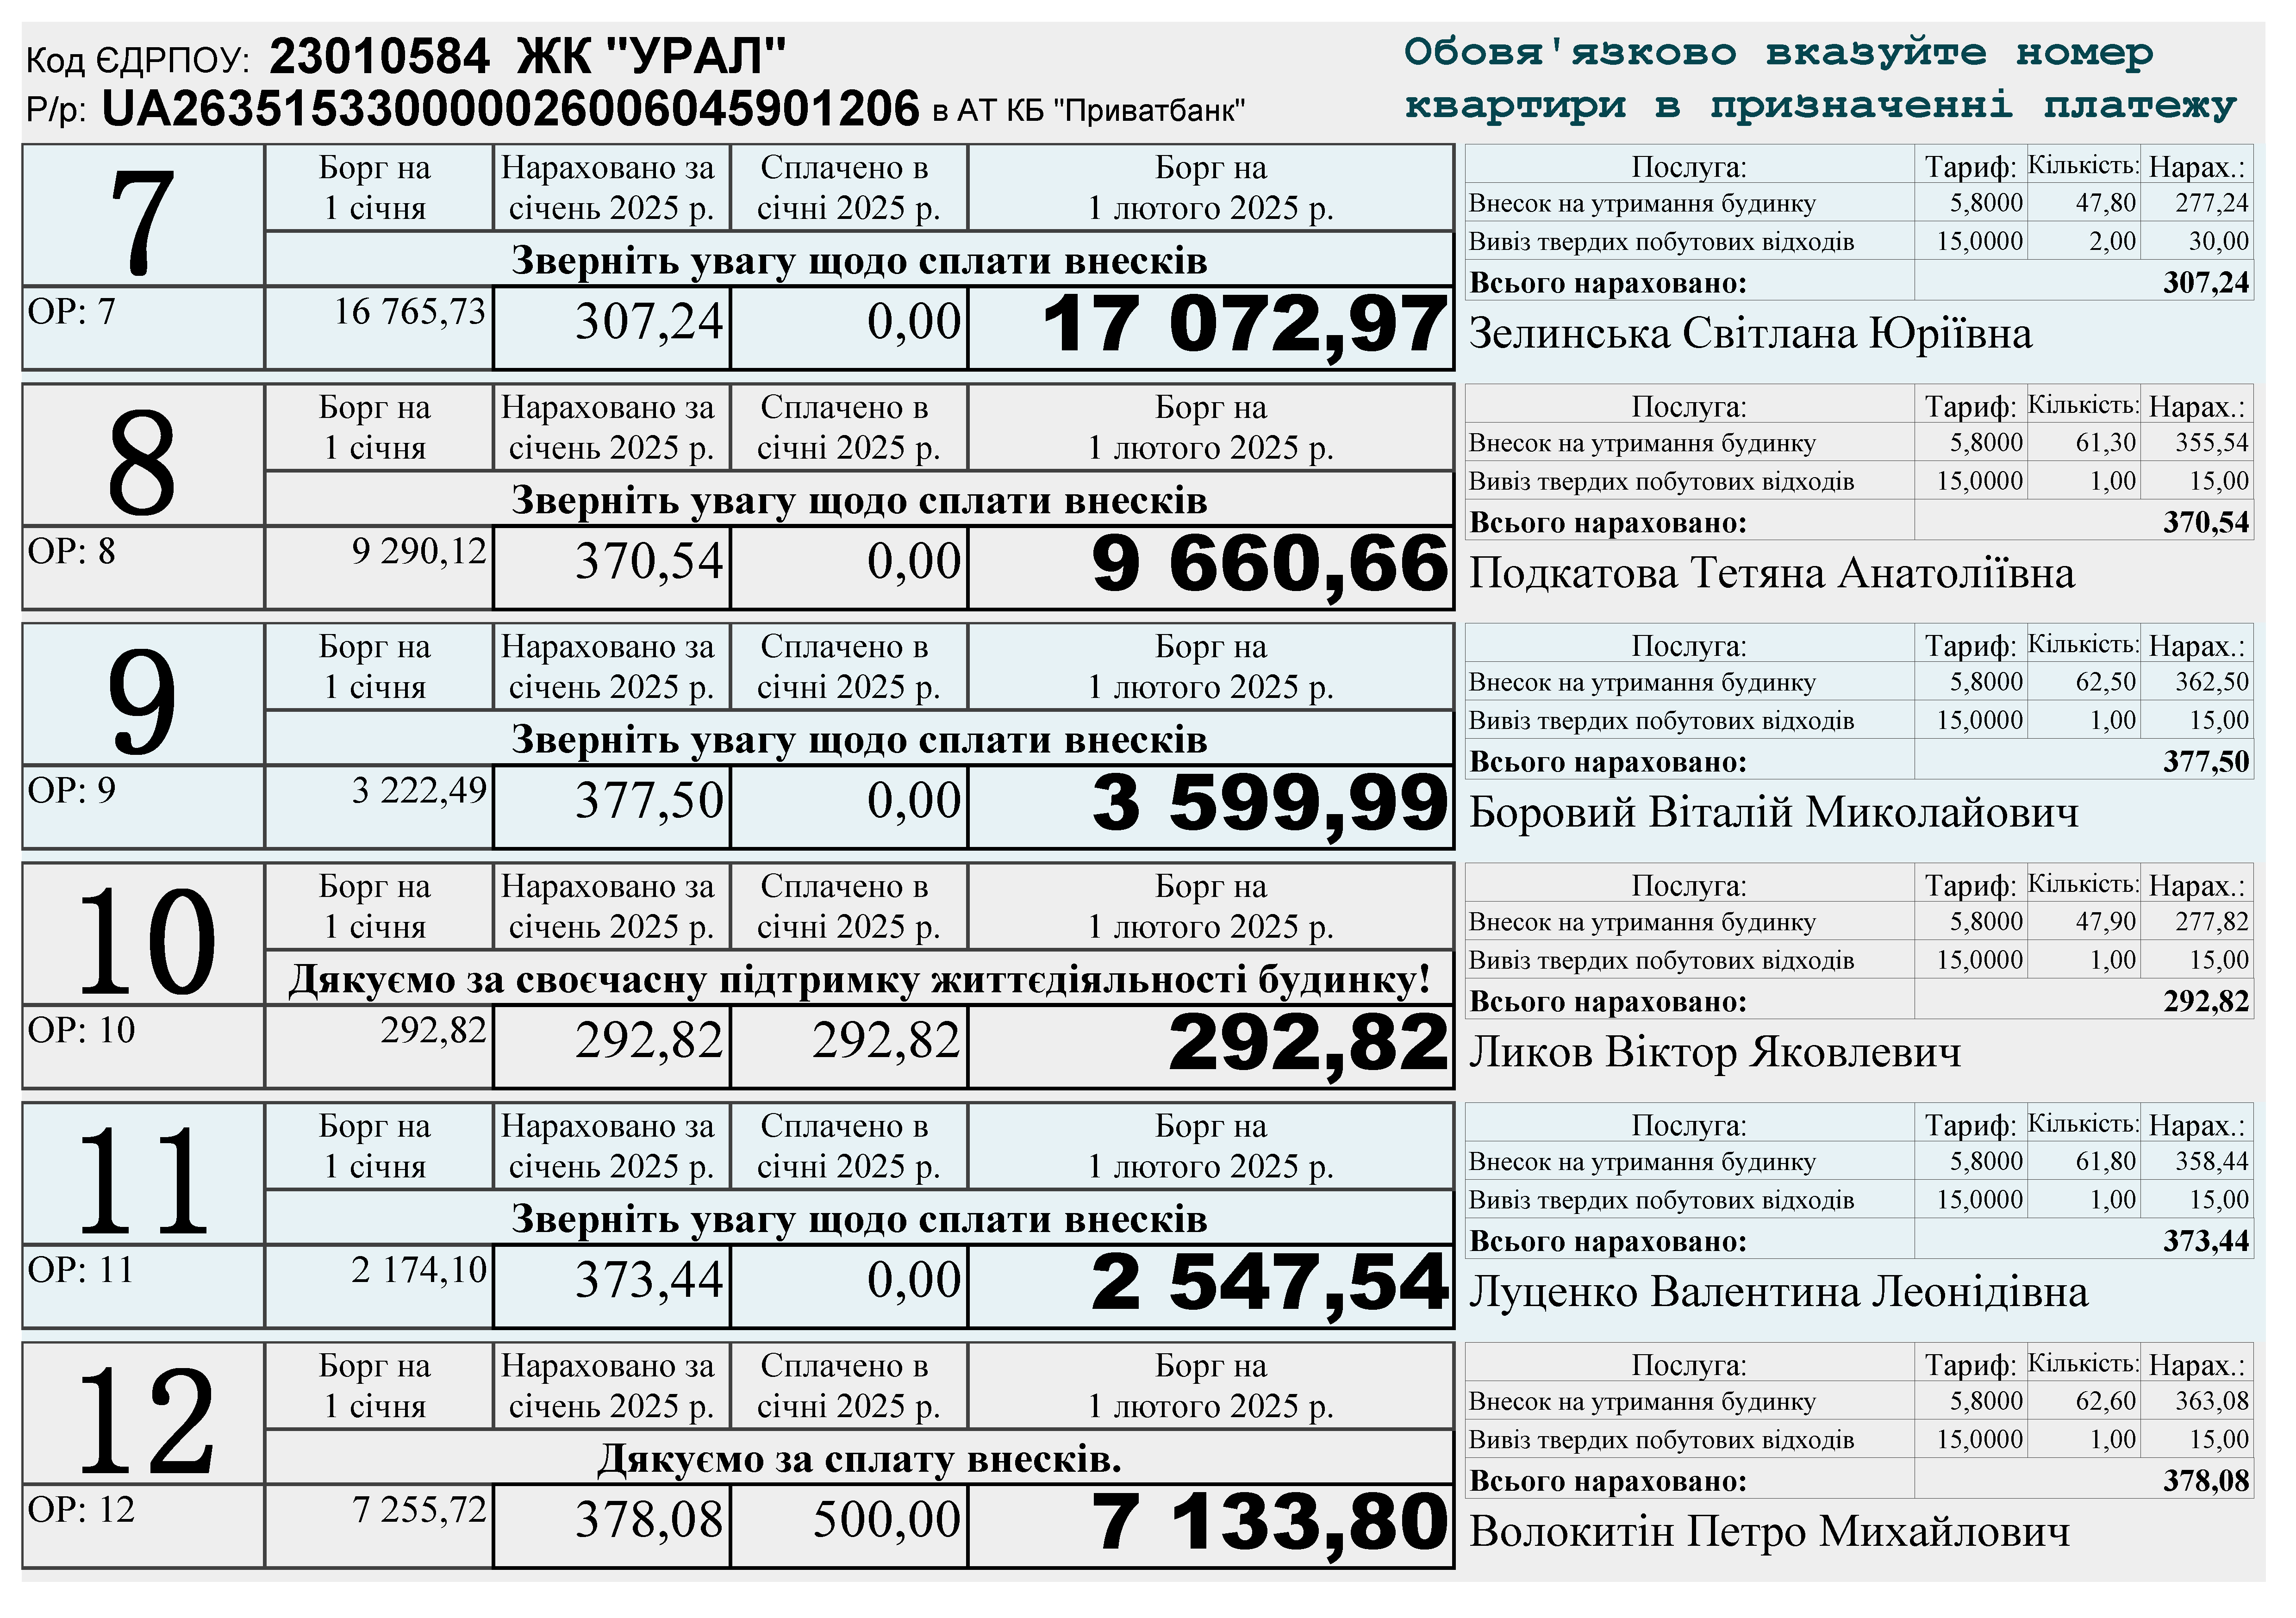 Код ЄДРПОУ: 23010584 ЖК "УРАЛ"
Р/р: UA263515330000026006045901206 в АТ КБ "Приватбанк"
Обовя'язково вказуйте номер
квартири в призначенні платежу
7
Борг на
1 січня
Нараховано за
січень 2025 р.
Сплачено в
січні 2025 р.
Борг на
1 лютого 2025 р.
Зверніть увагу щодо сплати внесків
ОР: 7 16 765,73 307,24 0,00 17 072,97
Послуга: Тариф: Кількість: Нарах.:
Внесок на утримання будинку 5,8000 47,80 277,24
Вивіз твердих побутових відходів 15,0000 2,00 30,00
Всього нараховано: 307,24
Зелинська Світлана Юріївна
8
Борг на
1 січня
Нараховано за
січень 2025 р.
Сплачено в
січні 2025 р.
Борг на
1 лютого 2025 р.
Зверніть увагу щодо сплати внесків
ОР: 8 9 290,12 370,54 0,00 9 660,66
Послуга: Тариф: Кількість: Нарах.:
Внесок на утримання будинку 5,8000 61,30 355,54
Вивіз твердих побутових відходів 15,0000 1,00 15,00
Всього нараховано: 370,54
Подкатова Тетяна Анатоліївна
9
Борг на
1 січня
Нараховано за
січень 2025 р.
Сплачено в
січні 2025 р.
Борг на
1 лютого 2025 р.
Зверніть увагу щодо сплати внесків
ОР: 9 3 222,49 377,50 0,00 3 599,99
Послуга: Тариф: Кількість: Нарах.:
Внесок на утримання будинку 5,8000 62,50 362,50
Вивіз твердих побутових відходів 15,0000 1,00 15,00
Всього нараховано: 377,50
Боровий Віталій Миколайович
10
Борг на
1 січня
Нараховано за
січень 2025 р.
Сплачено в
січні 2025 р.
Борг на
1 лютого 2025 р.
Дякуємо за своєчасну підтримку життєдіяльності будинку!
ОР: 10 292,82 292,82 292,82 292,82
Послуга: Тариф: Кількість: Нарах.:
Внесок на утримання будинку 5,8000 47,90 277,82
Вивіз твердих побутових відходів 15,0000 1,00 15,00
Всього нараховано: 292,82
Ликов Віктор Яковлевич
11
Борг на
1 січня
Нараховано за
січень 2025 р.
Сплачено в
січні 2025 р.
Борг на
1 лютого 2025 р.
Зверніть увагу щодо сплати внесків
ОР: 11 2 174,10 373,44 0,00 2 547,54
Послуга: Тариф: Кількість: Нарах.:
Внесок на утримання будинку 5,8000 61,80 358,44
Вивіз твердих побутових відходів 15,0000 1,00 15,00
Всього нараховано: 373,44
Луценко Валентина Леонідівна
12
Борг на
1 січня
Нараховано за
січень 2025 р.
Сплачено в
січні 2025 р.
Борг на
1 лютого 2025 р.
Дякуємо за сплату внесків.
ОР: 12 7 255,72 378,08 500,00 7 133,80
Послуга: Тариф: Кількість: Нарах.:
Внесок на утримання будинку 5,8000 62,60 363,08
Вивіз твердих побутових відходів 15,0000 1,00 15,00
Всього нараховано: 378,08
Волокитін Петро Михайлович